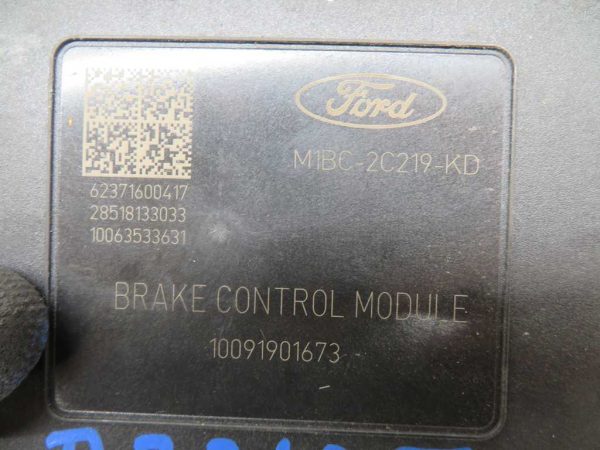 Ford
M1BC-2C219-KD
62371600417
28518133033
10063533631
BRAKE CONTROL MODULE
10091901673